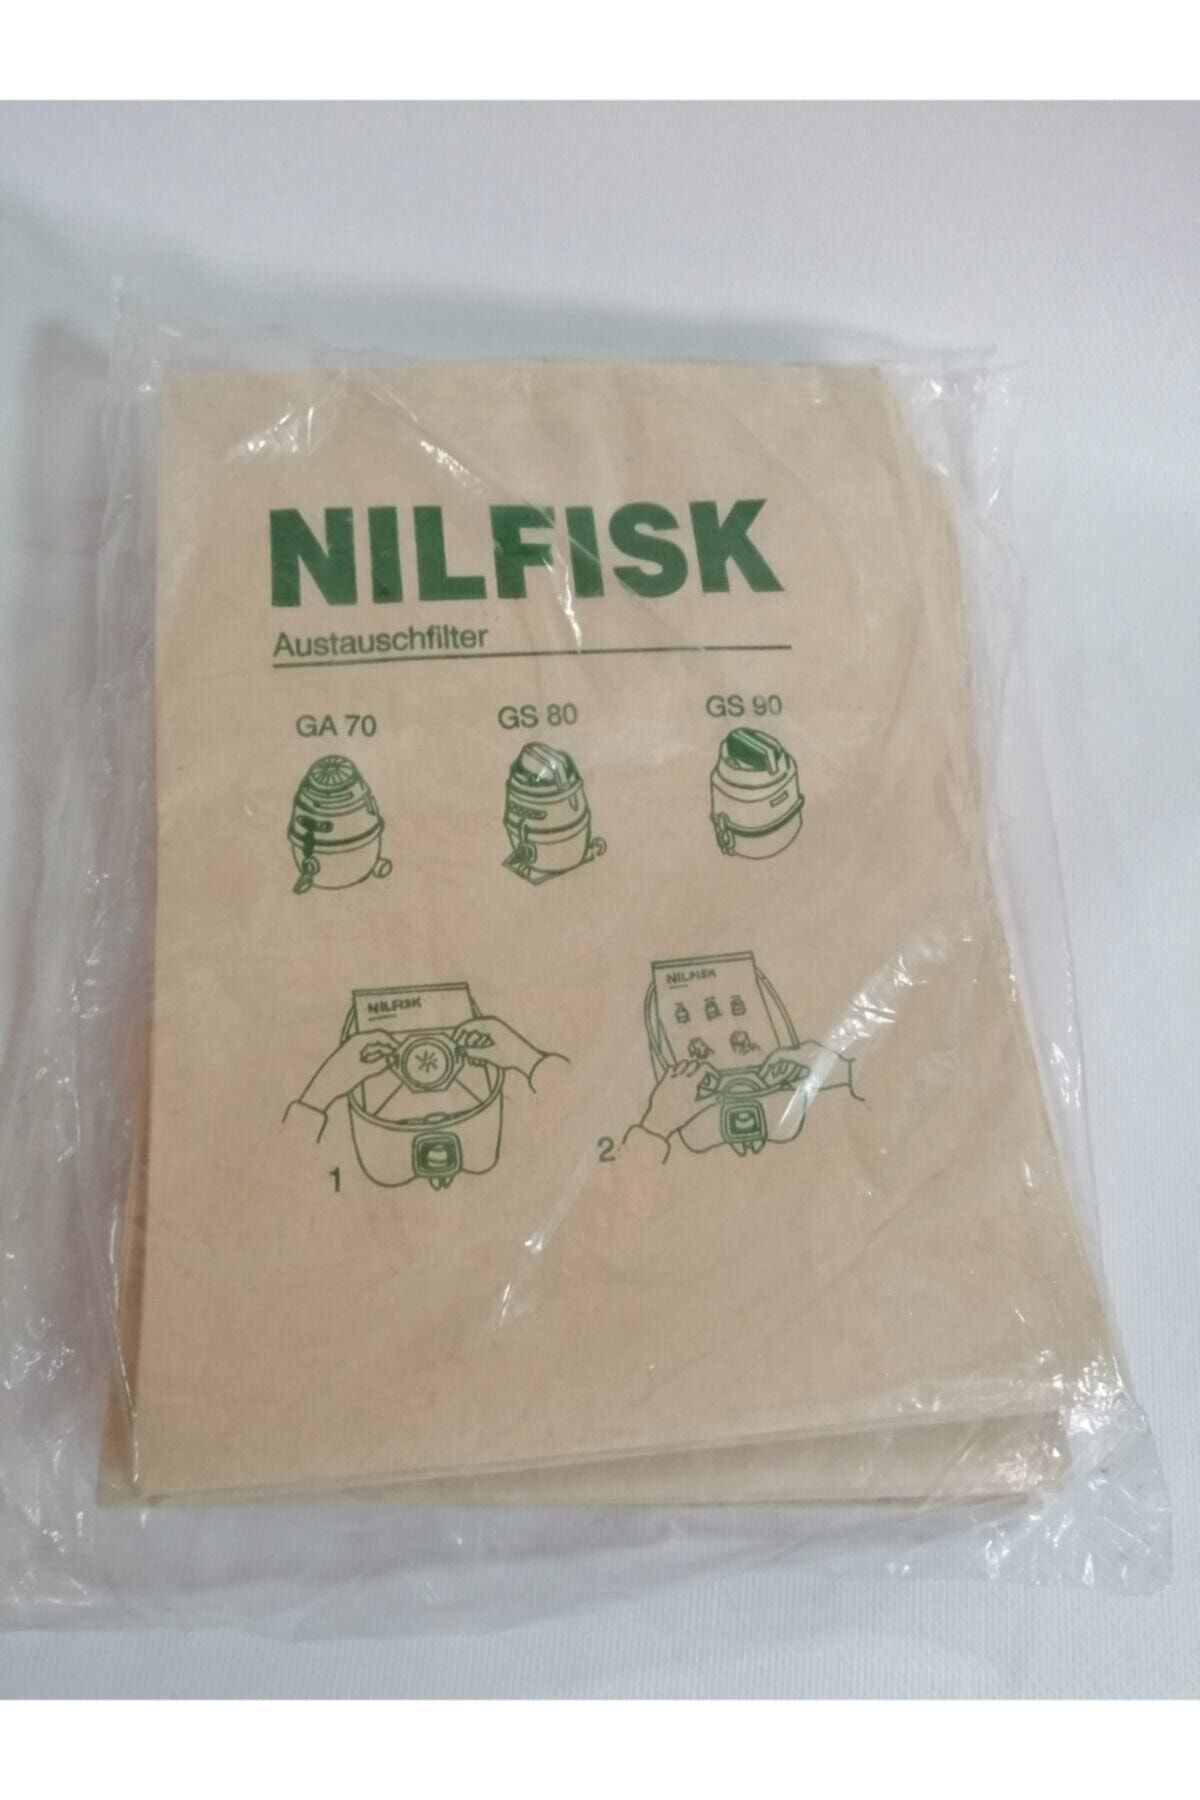 NILFISK
Austauschfilter
GA 70 GS 80 GS 90
NILFISK
NILFISK
1
2